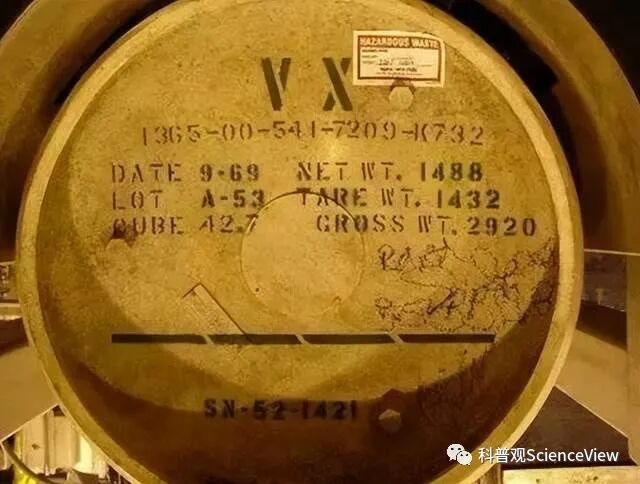 HAZARDOUS WASTE
VX
1365-00-541-7209-K732
DATE 9-69 NET WT. 1488
LOT A-53 TARE WT. 1432
CUBE 42.7 GROSS WT. 2920
SN-52-1421
科普观ScienceView